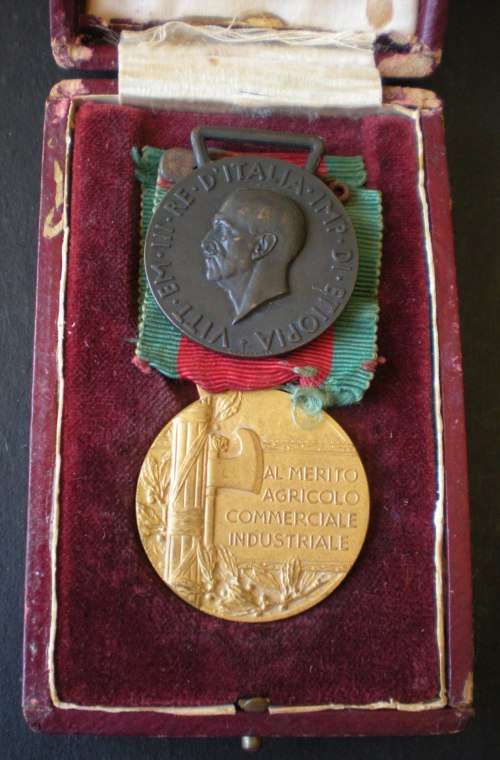 VITT · EM · III · RE · D'ITALIA · IMP · DI · ETIOPIA ·
AL MERITO
AGRICOLO
COMMERCIALE
INDUSTRIALE